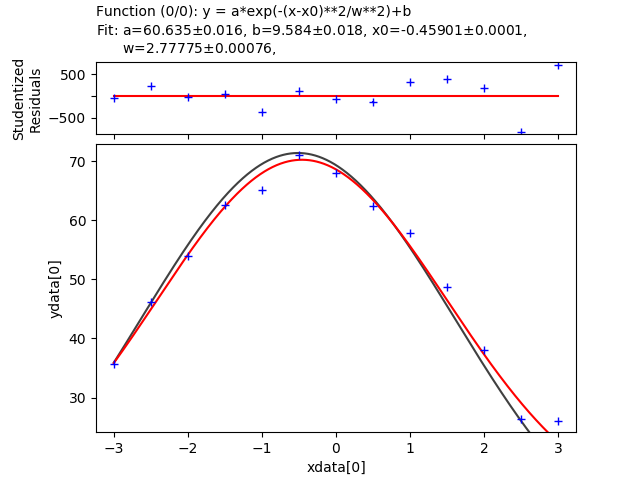 Function (0/0): y = a*exp(-(x-x0)**2/w**2)+b
Fit: a=60.635±0.016, b=9.584±0.018, x0=-0.45901±0.0001,
w=2.77775±0.00076,
Studentized
Residuals
500
−500
ydata[0]
70
60
50
40
30
−3 −2 −1 0 1 2 3
xdata[0]